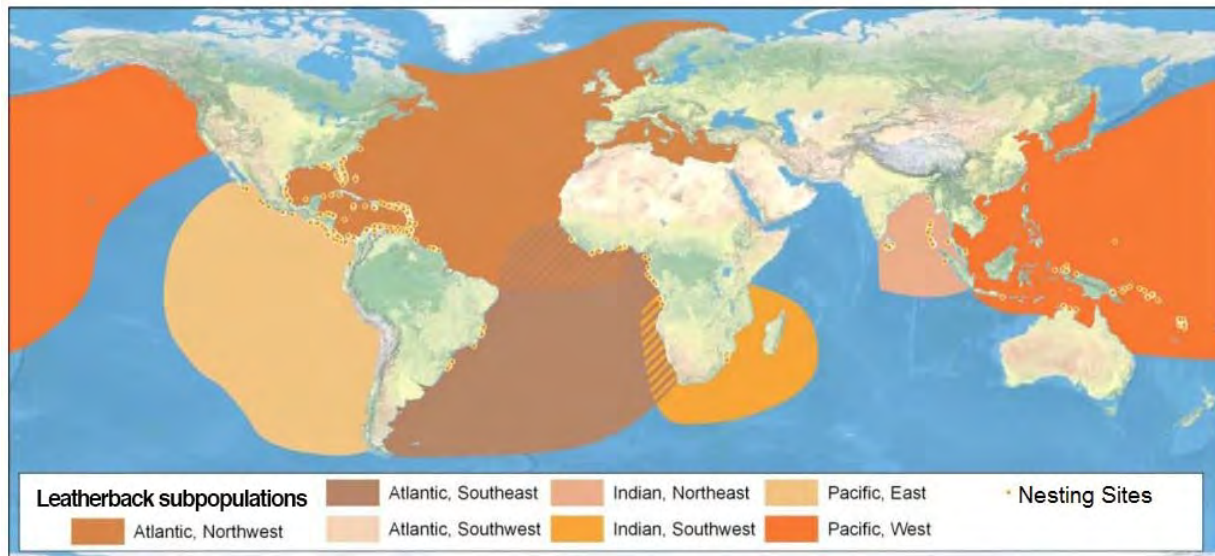 Leatherback subpopulations
Atlantic, Northwest
Atlantic, Southeast
Atlantic, Southwest
Indian, Northeast
Indian, Southwest
Pacific, East
Pacific, West
Nesting Sites